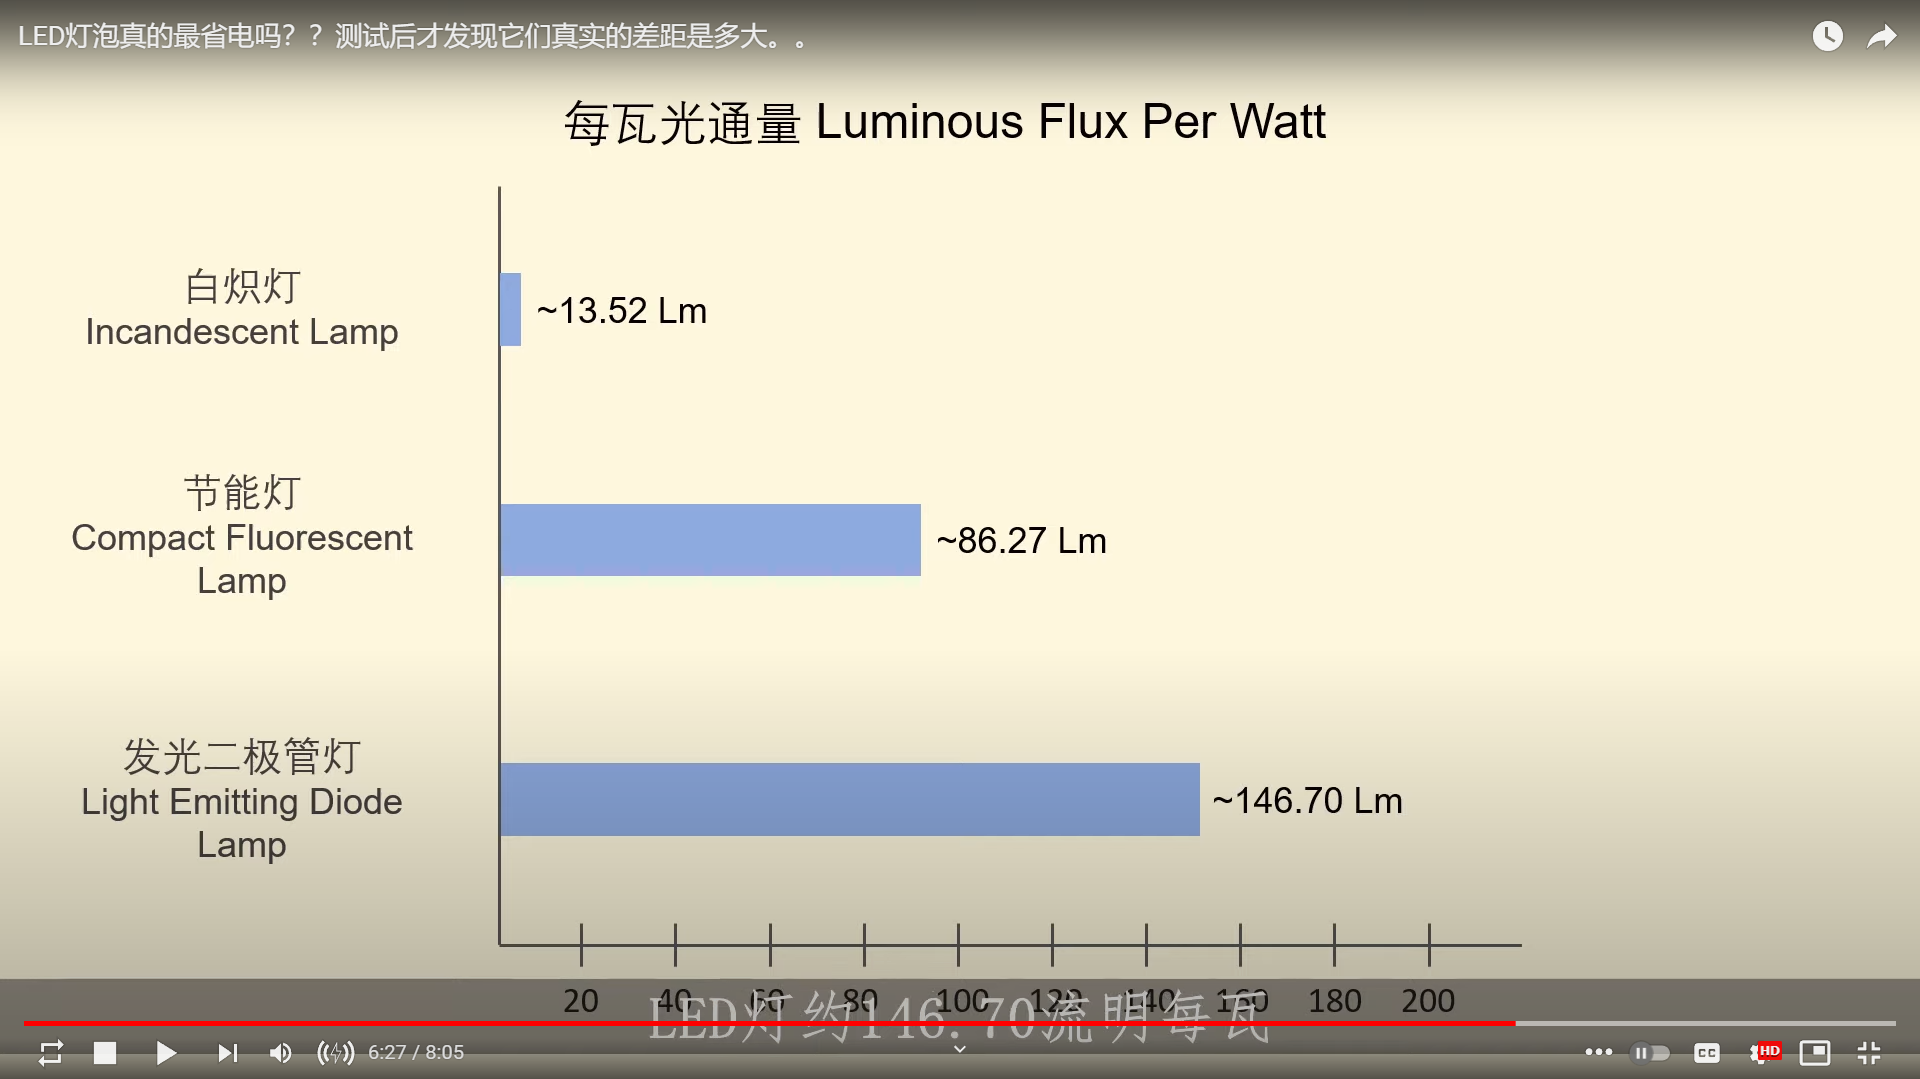 LED灯泡真的最省电吗？？测试后才发现它们真实的差距是多大。。
每瓦光通量 Luminous Flux Per Watt
白炽灯
Incandescent Lamp
~13.52 Lm
节能灯
Compact Fluorescent
Lamp
~86.27 Lm
发光二极管灯
Light Emitting Diode
Lamp
~146.70 Lm
20 40 60 80 100 120 140 160 180 200
LED灯约146.70流明每瓦
6:27 / 8:05
CC
HD